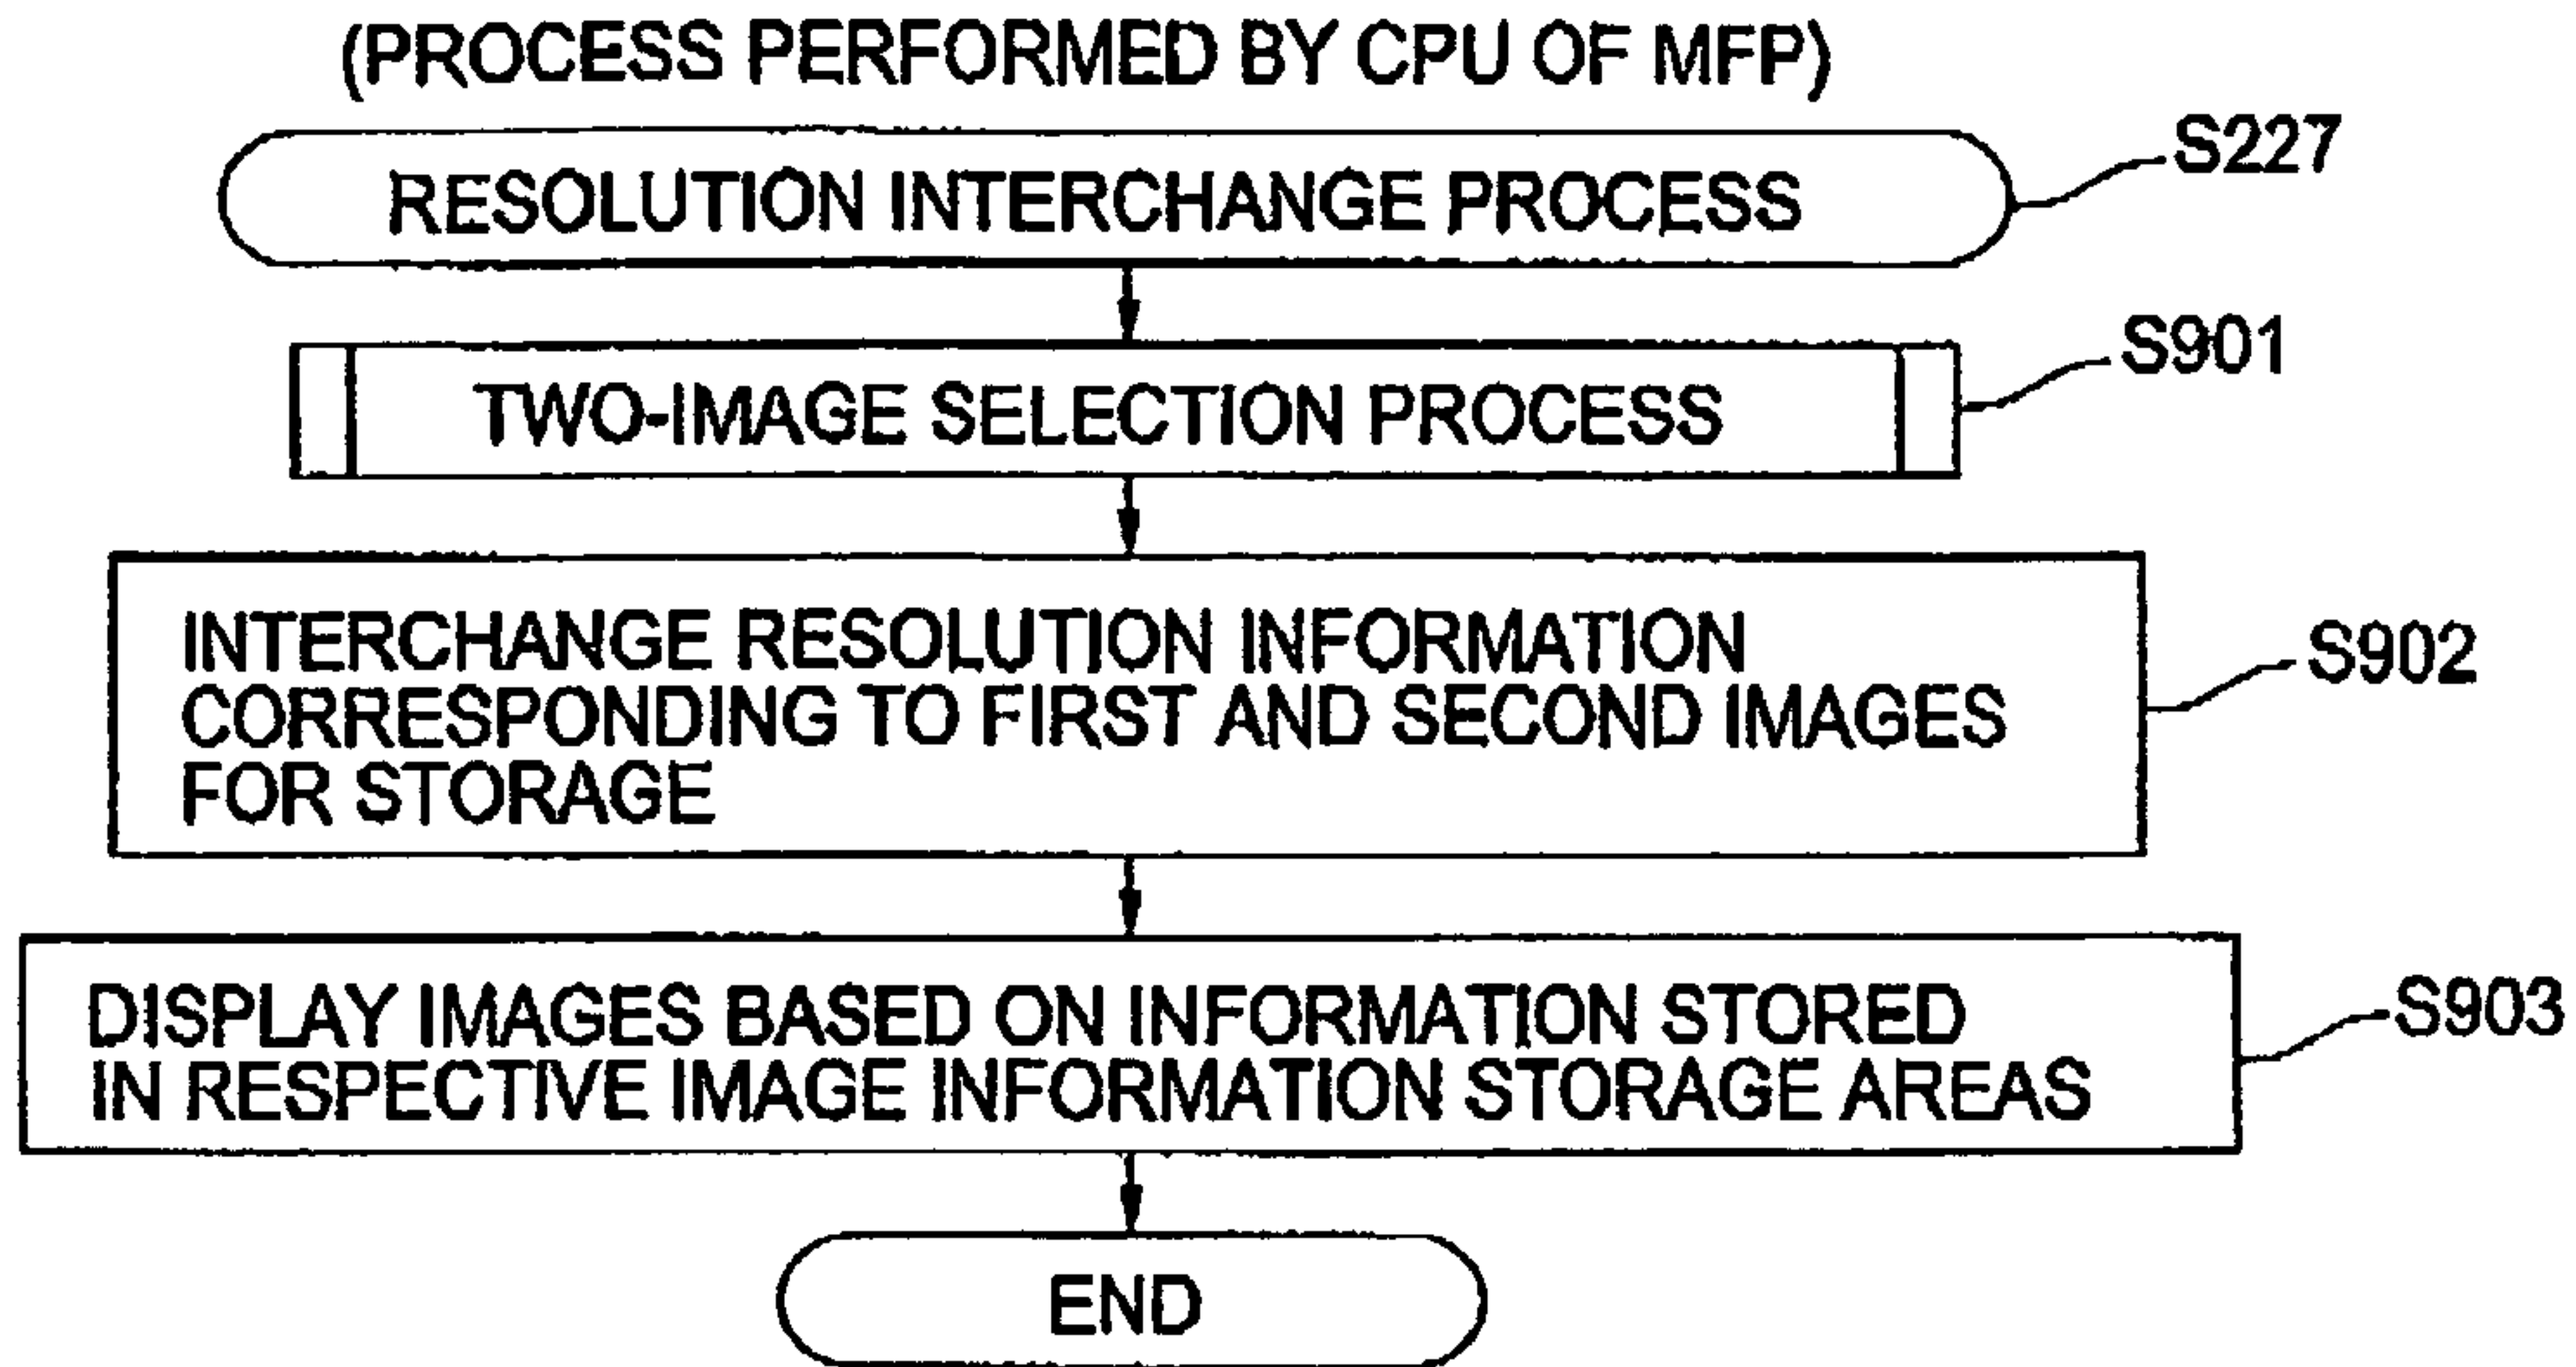 (PROCESS PERFORMED BY CPU OF MFP)
RESOLUTION INTERCHANGE PROCESS
S227
TWO-IMAGE SELECTION PROCESS
S901
INTERCHANGE RESOLUTION INFORMATION
CORRESPONDING TO FIRST AND SECOND IMAGES
FOR STORAGE
S902
DISPLAY IMAGES BASED ON INFORMATION STORED
IN RESPECTIVE IMAGE INFORMATION STORAGE AREAS
S903
END